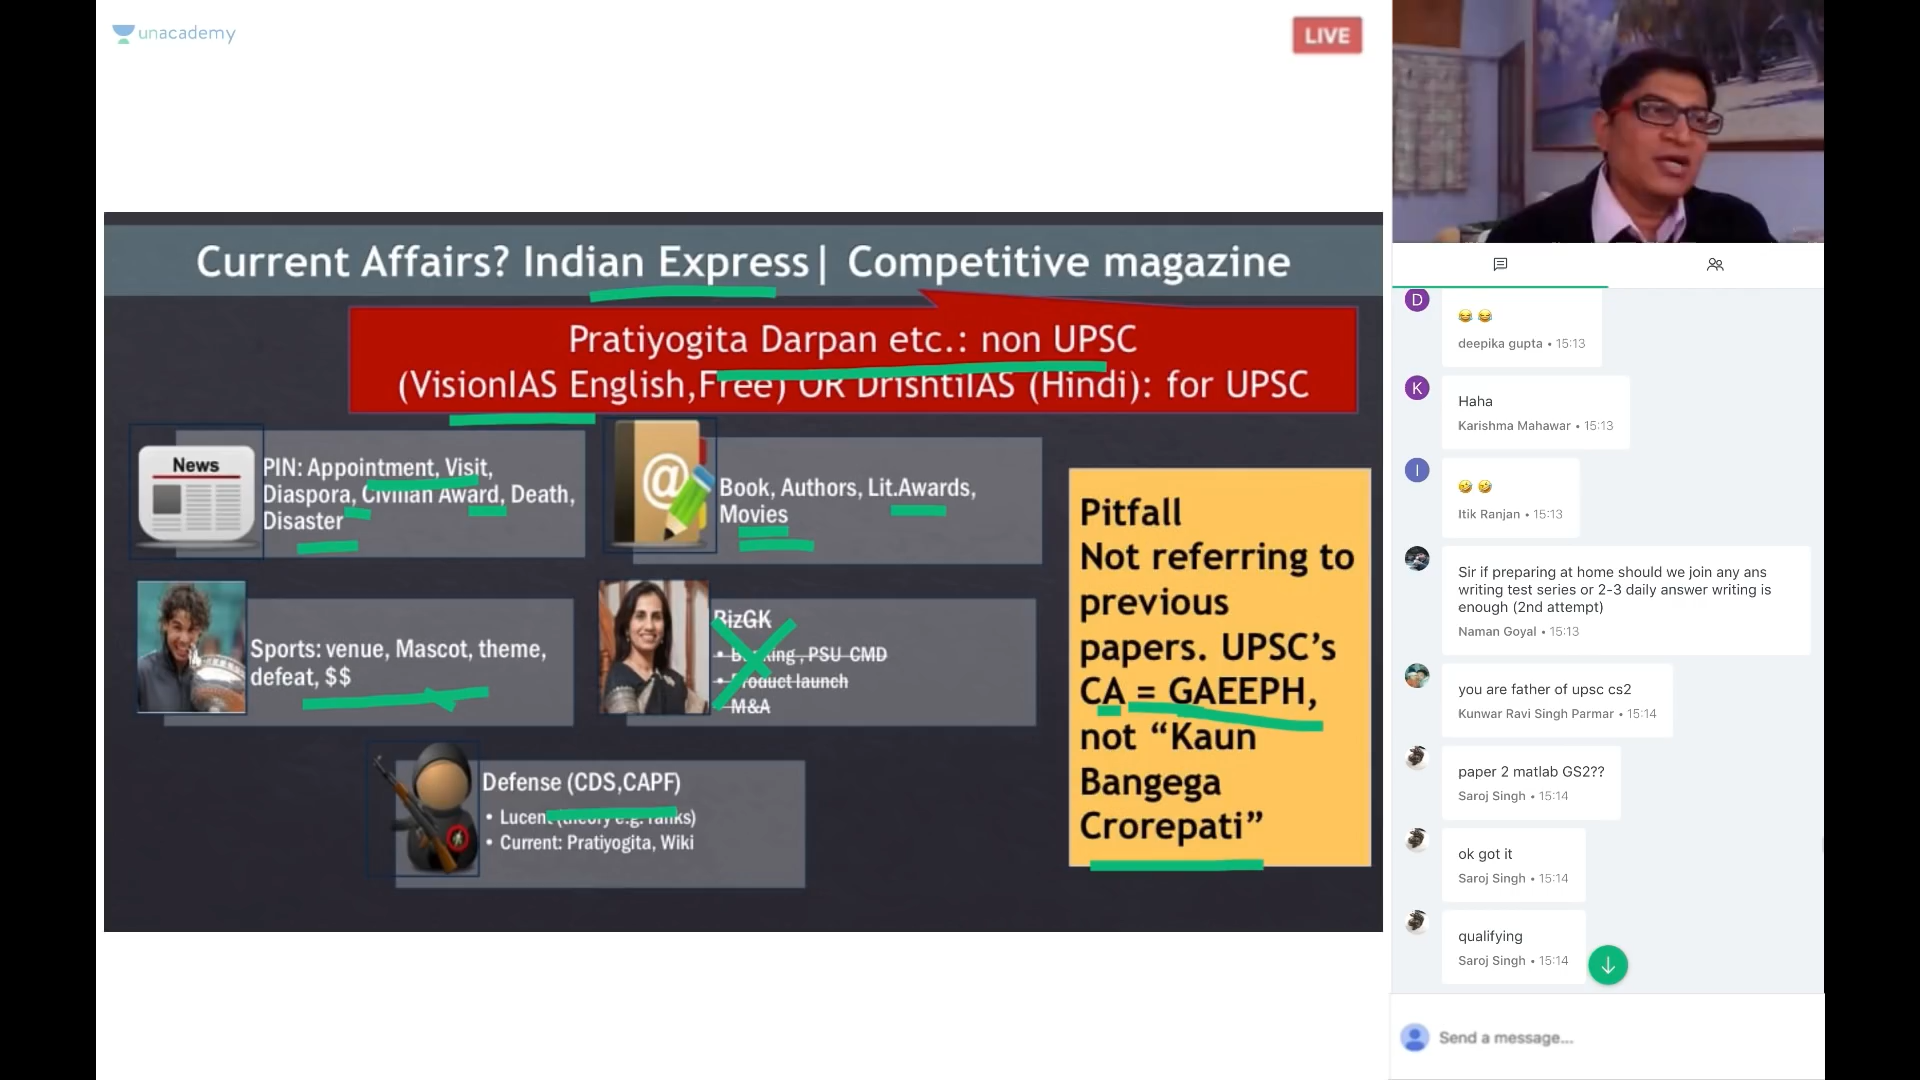 unacademy
LIVE
Current Affairs? Indian Express| Competitive magazine
Pratiyogita Darpan etc.: non UPSC
(VisionIAS English,Free) OR DrishtiIAS (Hindi): for UPSC
News
PIN: Appointment, Visit,
Diaspora, Civilian Award, Death,
Disaster
@
Book, Authors, Lit.Awards,
Movies
Sports: venue, Mascot, theme,
defeat, $$
BizGK
• Banking , PSU CMD
• Product launch
• M&A
Defense (CDS,CAPF)
• Lucent (theory e.g. ranks)
• Current: Pratiyogita, Wiki
Pitfall
Not referring to
previous
papers. UPSC’s
CA = GAEEPH,
not “Kaun
Bangega
Crorepati”
D
😂 😂
deepika gupta • 15:13
K
Haha
Karishma Mahawar • 15:13
I
🤣 🤣
Itik Ranjan • 15:13
Sir if preparing at home should we join any ans
writing test series or 2-3 daily answer writing is
enough (2nd attempt)
Naman Goyal • 15:13
you are father of upsc cs2
Kunwar Ravi Singh Parmar • 15:14
paper 2 matlab GS2??
Saroj Singh • 15:14
ok got it
Saroj Singh • 15:14
qualifying
Saroj Singh • 15:14
Send a message...